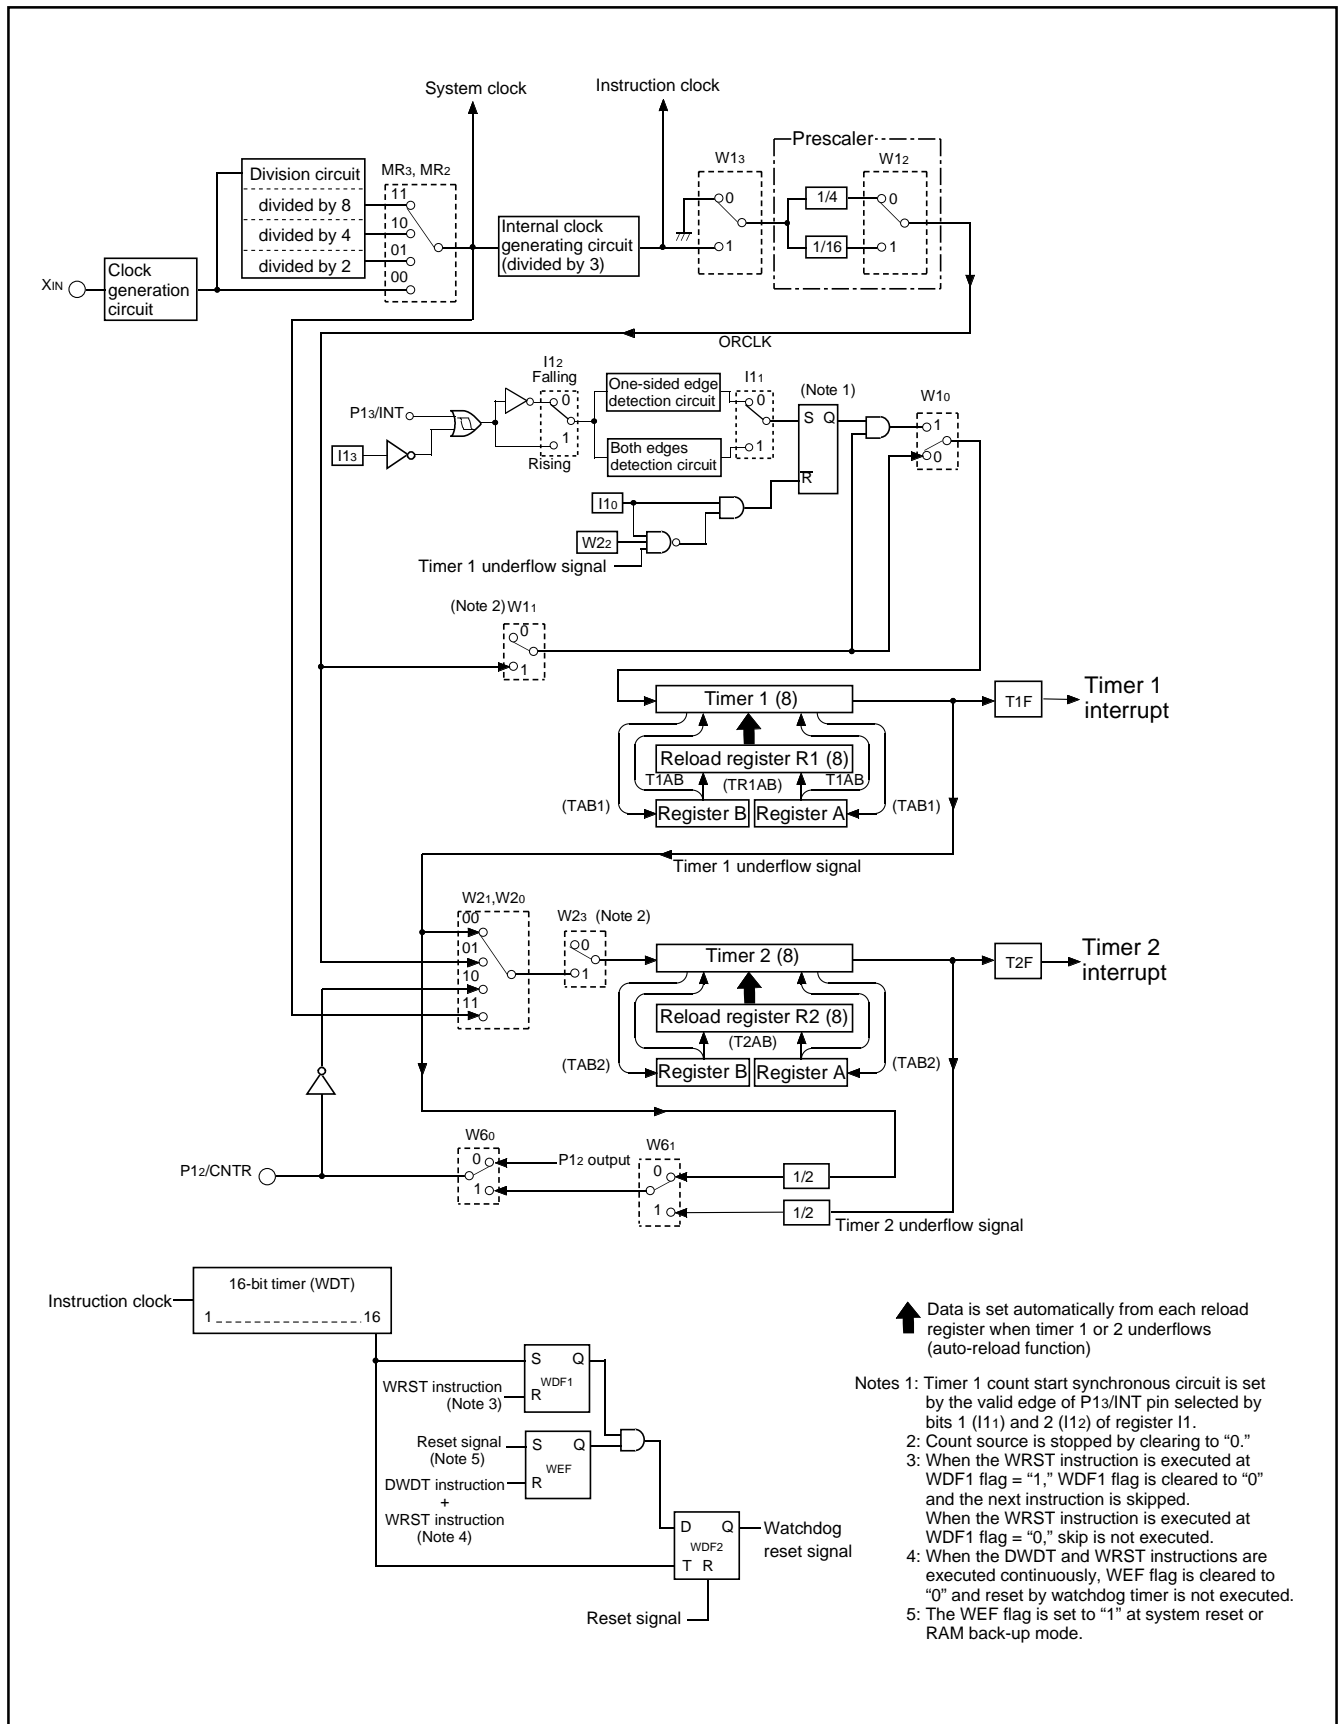 System clock
Instruction clock
Prescaler
W13
W12
Division circuit
MR3, MR2
11
divided by 8
10
divided by 4
01
divided by 2
00
0
1
1/4
1/16
0
1
Internal clock
generating circuit
(divided by 3)
XIN
Clock
generation
circuit
ORCLK
I12
Falling
0
1
Rising
One-sided edge
detection circuit
Both edges
detection circuit
I11
0
1
(Note 1)
S Q
R
W10
1
0
P13/INT
I13
I10
W22
Timer 1 underflow signal
(Note 2) W11
0
1
Timer 1 (8)
T1F
Timer 1
interrupt
Reload register R1 (8)
T1AB
(TR1AB)
T1AB
(TAB1)
Register B
Register A
(TAB1)
Timer 1 underflow signal
W21,W20
00
01
10
11
W23 (Note 2)
0
1
Timer 2 (8)
T2F
Timer 2
interrupt
Reload register R2 (8)
(T2AB)
(TAB2)
Register B
Register A
(TAB2)
W60
0
1
P12 output
W61
0
1
1/2
1/2
P12/CNTR
Timer 2 underflow signal
16-bit timer (WDT)
Instruction clock
1 16
S Q
WDF1
R
WRST instruction
(Note 3)
Reset signal
(Note 5)
S Q
WEF
R
DWDT instruction
+
WRST instruction
(Note 4)
D Q
WDF2
T R
Watchdog
reset signal
Reset signal
Data is set automatically from each reload
register when timer 1 or 2 underflows
(auto-reload function)
Notes 1: Timer 1 count start synchronous circuit is set
by the valid edge of P13/INT pin selected by
bits 1 (I11) and 2 (I12) of register I1.
2: Count source is stopped by clearing to “0.”
3: When the WRST instruction is executed at
WDF1 flag = “1,” WDF1 flag is cleared to “0”
and the next instruction is skipped.
When the WRST instruction is executed at
WDF1 flag = “0,” skip is not executed.
4: When the DWDT and WRST instructions are
executed continuously, WEF flag is cleared to
“0” and reset by watchdog timer is not executed.
5: The WEF flag is set to “1” at system reset or
RAM back-up mode.